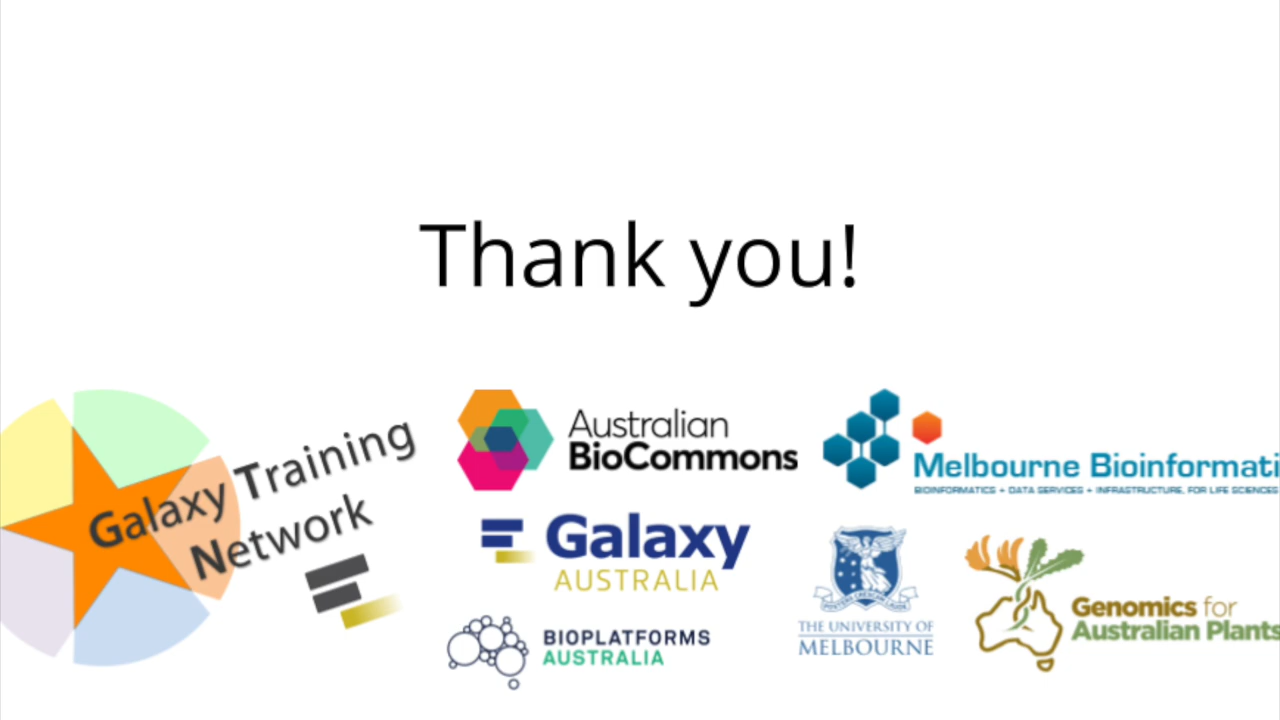 Thank you!
Galaxy Training
Network
Australian
BioCommons
Melbourne Bioinformati
BIOINFORMATICS + DATA SERVICES + INFRASTRUCTURE, FOR LIFE SCIENCES
Galaxy
AUSTRALIA
THE UNIVERSITY OF
MELBOURNE
Genomics for
Australian Plants
BIOPLATFORMS
AUSTRALIA